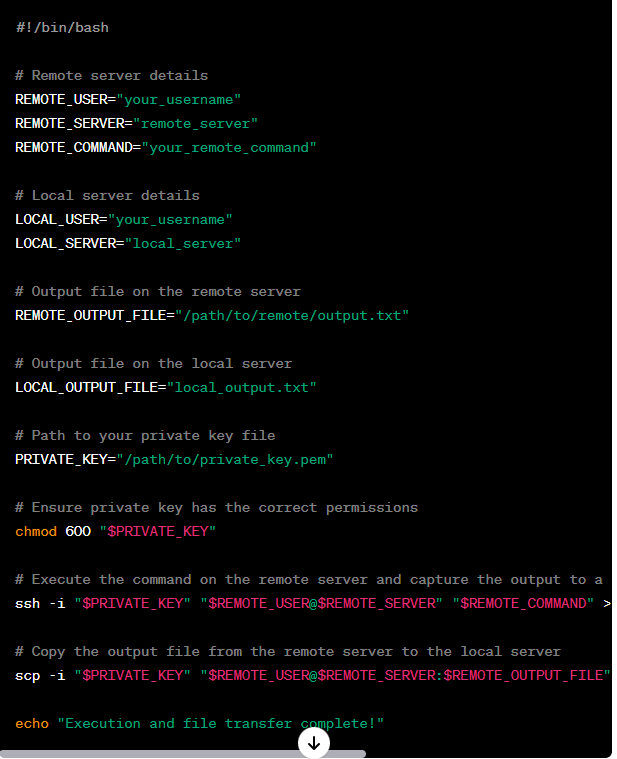 #!/bin/bash
# Remote server details
REMOTE_USER="your_username"
REMOTE_SERVER="remote_server"
REMOTE_COMMAND="your_remote_command"
# Local server details
LOCAL_USER="your_username"
LOCAL_SERVER="local_server"
# Output file on the remote server
REMOTE_OUTPUT_FILE="/path/to/remote/output.txt"
# Output file on the local server
LOCAL_OUTPUT_FILE="local_output.txt"
# Path to your private key file
PRIVATE_KEY="/path/to/private_key.pem"
# Ensure private key has the correct permissions
chmod 600 "$PRIVATE_KEY"
# Execute the command on the remote server and capture the output to a
ssh -i "$PRIVATE_KEY" "$REMOTE_USER@$REMOTE_SERVER" "$REMOTE_COMMAND" >
# Copy the output file from the remote server to the local server
scp -i "$PRIVATE_KEY" "$REMOTE_USER@$REMOTE_SERVER:$REMOTE_OUTPUT_FILE"
echo "Execution and file transfer complete!"